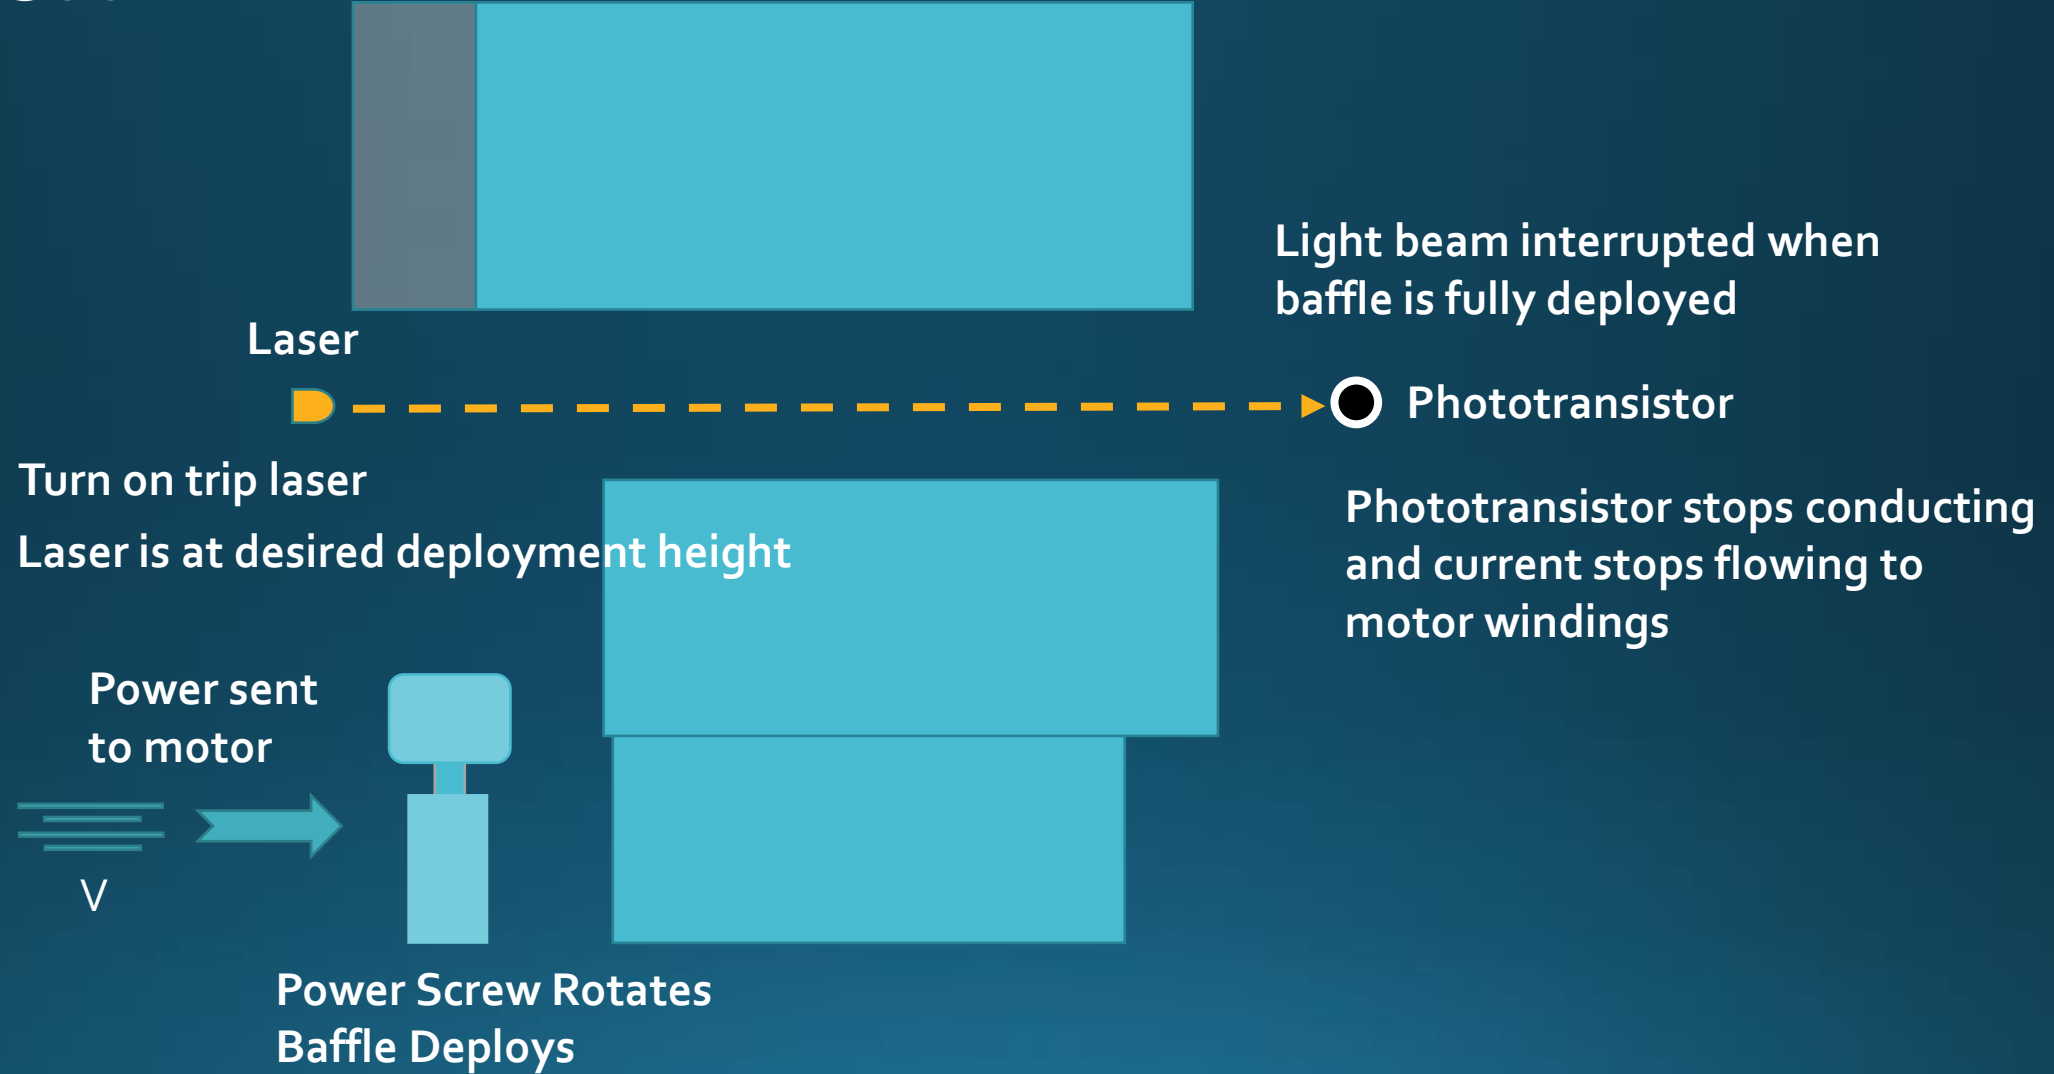 Laser
Light beam interrupted when
baffle is fully deployed
Phototransistor
Turn on trip laser
Laser is at desired deployment height
Phototransistor stops conducting
and current stops flowing to
motor windings
Power sent
to motor
V
Power Screw Rotates
Baffle Deploys